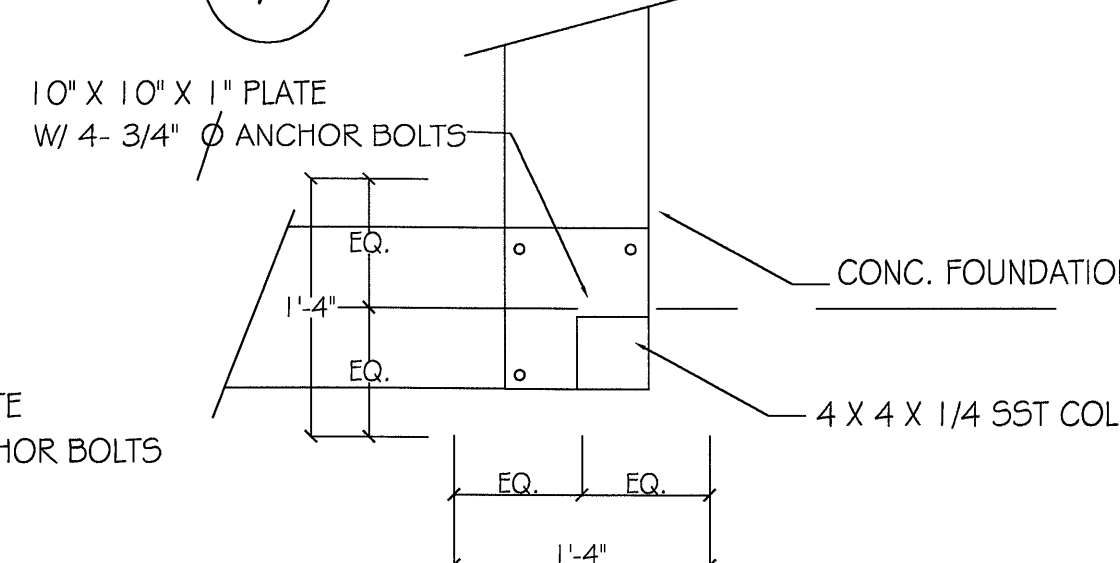 10" X 10" X 1" PLATE
W/ 4- 3/4" Ø ANCHOR BOLTS
EQ.
CONC. FOUNDATION
1'-4"
EQ.
TE
4 X 4 X 1/4 SST COL
HOR BOLTS
EQ. EQ.
1'-4"